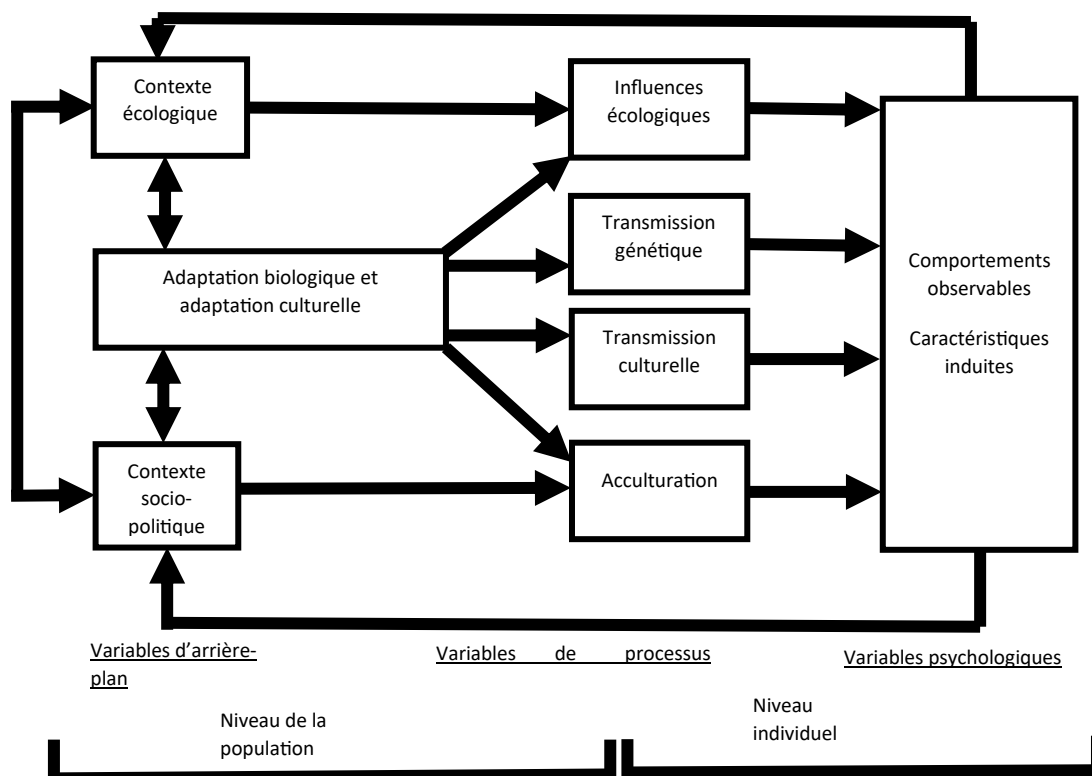 Contexte
écologique
Influences
écologiques
Transmission
génétique
Adaptation biologique et
adaptation culturelle
Transmission
culturelle
Comportements
observables
Caractéristiques
induites
Contexte
socio-
politique
Acculturation
Variables d’arrière-
plan
Variables de processus
Variables psychologiques
Niveau de la
population
Niveau
individuel